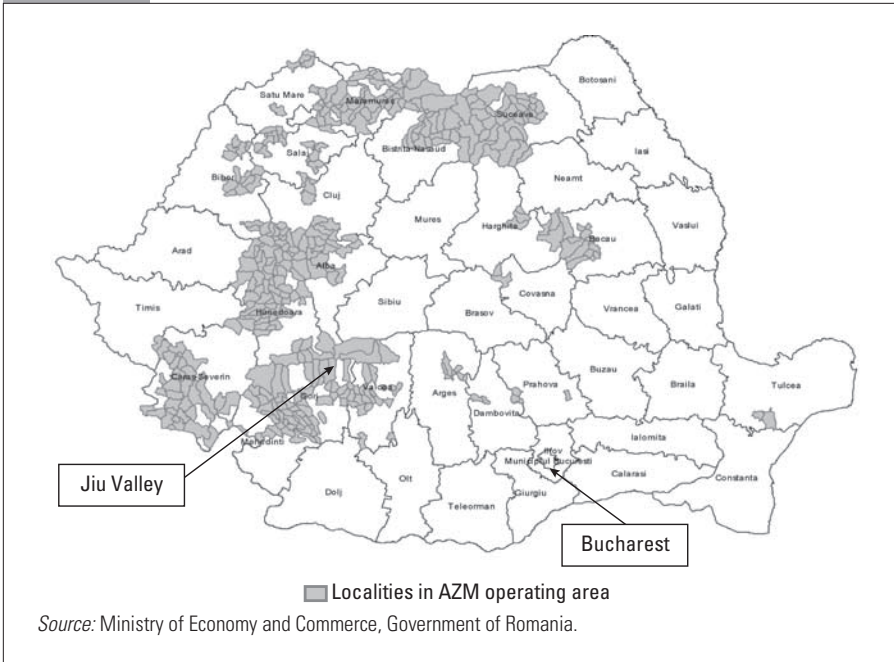 Botosani
Satu Mare
Maramures
Suceava
Iasi
Salaj
Bistrita-Nasaud
Bihor
Neamt
Cluj
Mures
Harghita
Bacau
Vaslui
Arad
Alba
Timis
Hunedoara
Sibiu
Brasov
Covasna
Vrancea
Galati
Caras-Severin
Gorj
Valcea
Arges
Prahova
Buzau
Braila
Tulcea
Dambovita
Mehedinti
Ialomita
Ilfov
Municipiul Bucuresti
Calarasi
Constanta
Giurgiu
Jiu Valley
Dolj
Olt
Teleorman
Bucharest
Localities in AZM operating area
Source: Ministry of Economy and Commerce, Government of Romania.